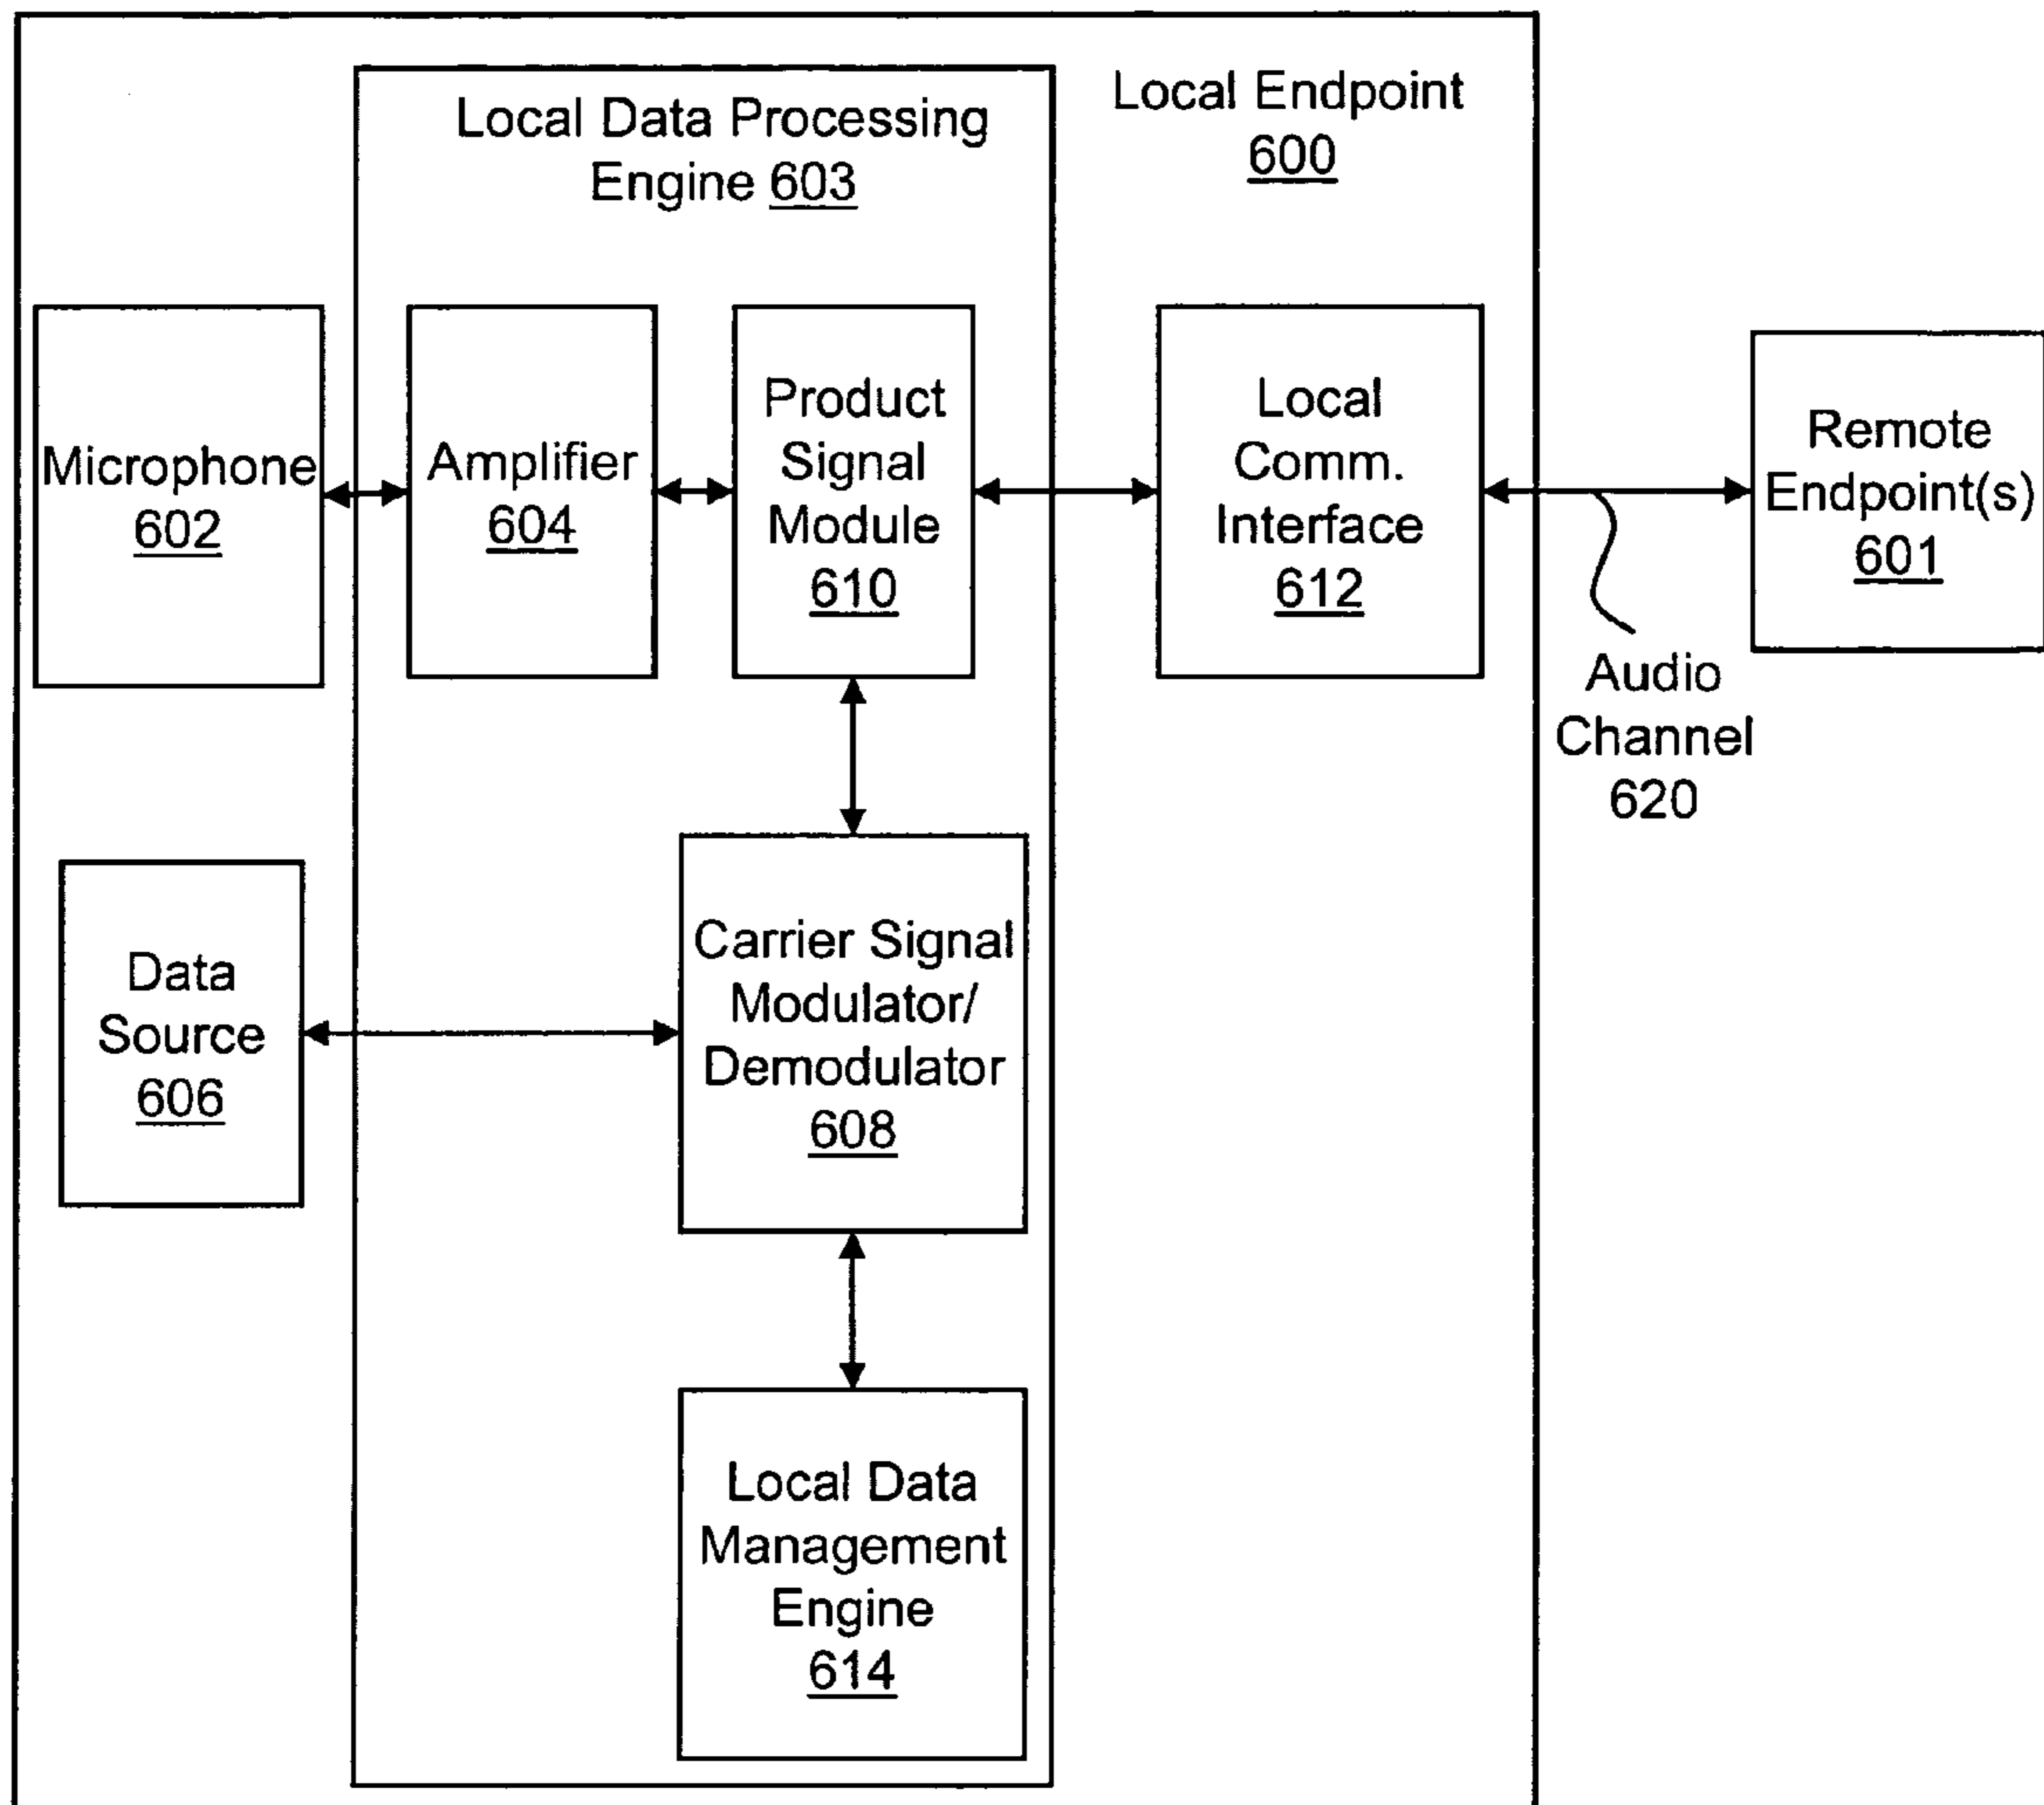 Local Data Processing
Engine 603
Local Endpoint
600
Microphone
602
Amplifier
604
Product
Signal
Module
610
Local
Comm.
Interface
612
Remote
Endpoint(s)
601
Audio
Channel
620
Data
Source
606
Carrier Signal
Modulator/
Demodulator
608
Local Data
Management
Engine
614